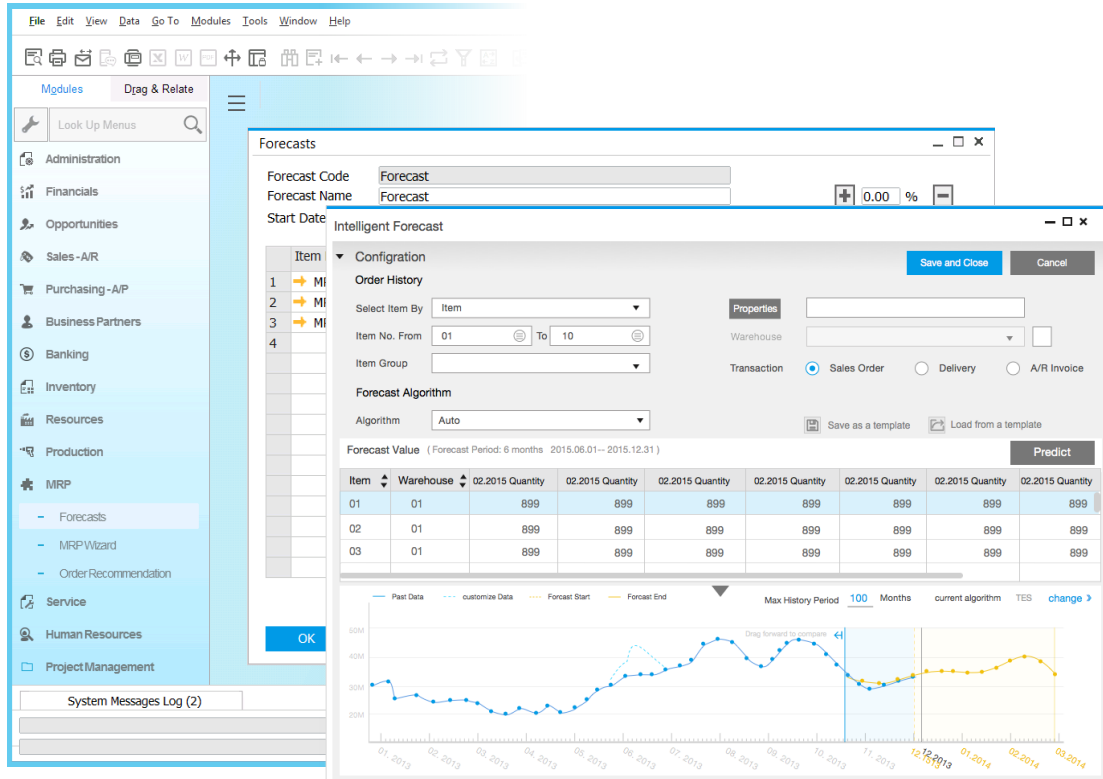 File Edit View Data Go To Modules Tools Window Help
Modules Drag & Relate
Look Up Menus
Administration
Financials
Opportunities
Sales - A/R
Purchasing - A/P
Business Partners
Banking
Inventory
Resources
Production
MRP
Forecasts
MRP Wizard
Order Recommendation
Service
Human Resources
Project Management
System Messages Log (2)
Forecasts
Forecast Code Forecast
Forecast Name Forecast
0.00 %
Start Date
Item
1
2
3
4
OK
Intelligent Forecast
Configration
Save and Close Cancel
Order History
Select Item By Item
Properties
Item No. From 01 To 10
Warehouse
Item Group
Transaction Sales Order Delivery A/R Invoice
Forecast Algorithm
Algorithm Auto
Save as a template Load from a template
Forecast Value ( Forecast Period: 6 months 2015.06.01-- 2015.12.31 )
Predict
Item Warehouse 02.2015 Quantity 02.2015 Quantity 02.2015 Quantity 02.2015 Quantity 02.2015 Quantity 02.2015 Quantity 02.2015 Quantity
01 01 899 899 899 899 899 899 899
02 01 899 899 899 899 899 899 899
03 01 899 899 899 899 899 899 899
Past Data customize Data Forcast Start Forcast End
Max History Period 100 Months current algorithm TES change
Drag forward to compare
50M
40M
30M
20M
01. 2013 02. 2013 03. 2013 04. 2013 05. 2013 06. 2013 07. 2013 08. 2013 09. 2013 10. 2013 11. 2013 12.2013 01.2014 02.2014 03.2014